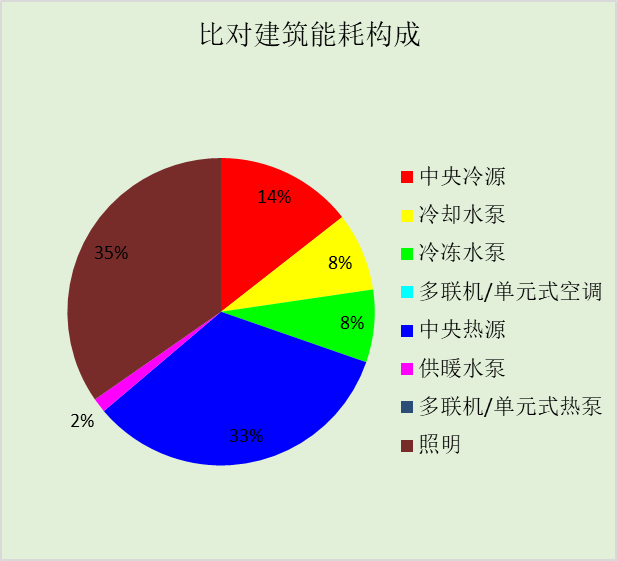 比对建筑能耗构成
14%
8%
8%
33%
2%
35%
中央冷源
冷却水泵
冷冻水泵
多联机/单元式空调
中央热源
供暖水泵
多联机/单元式热泵
照明